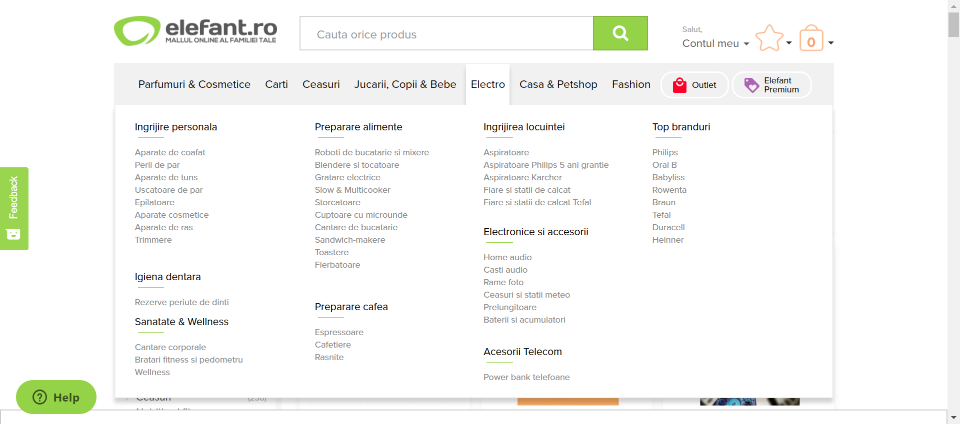 elefant.ro
MALLUL ONLINE AL FAMILIEI TALE
Cauta orice produs
Salut,
Contul meu
0
Parfumuri & Cosmetice
Carti
Ceasuri
Jucarii, Copii & Bebe
Electro
Casa & Petshop
Fashion
Outlet
Elefant
Premium
Ingrijire personala
Aparate de coafat
Perii de par
Aparate de tuns
Uscatoare de par
Epilatoare
Aparate cosmetice
Aparate de ras
Trimmere
Igiena dentara
Rezerve periute de dinti
Sanatate & Wellness
Cantare corporale
Bratari fitness si pedometru
Wellness
Preparare alimente
Roboti de bucatarie si mixere
Blendere si tocatoare
Gratare electrice
Slow & Multicooker
Storcatoare
Cuptoare cu microunde
Cantare de bucatarie
Sandwich-makere
Toastere
Fierbatoare
Preparare cafea
Espressoare
Cafetiere
Rasnite
Ingrijirea locuintei
Aspiratoare
Aspiratoare Philips 5 ani grantie
Aspiratoare Karcher
Fiare si statii de calcat
Fiare si statii de calcat Tefal
Electronice si accesorii
Home audio
Casti audio
Rame foto
Ceasuri si statii meteo
Prelungitoare
Baterii si acumulatori
Acesorii Telecom
Power bank telefoane
Top branduri
Philips
Oral B
Babyliss
Rowenta
Braun
Tefal
Duracell
Heinner
Feedback
Help
Ceasuri